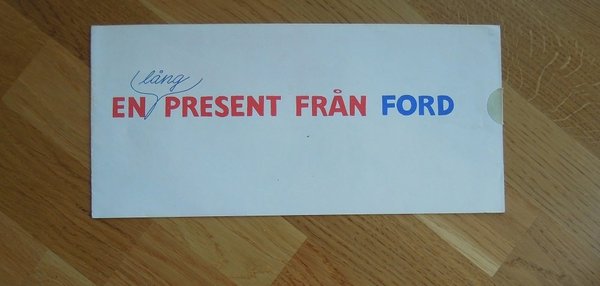 lång
EN PRESENT FRÅN FORD